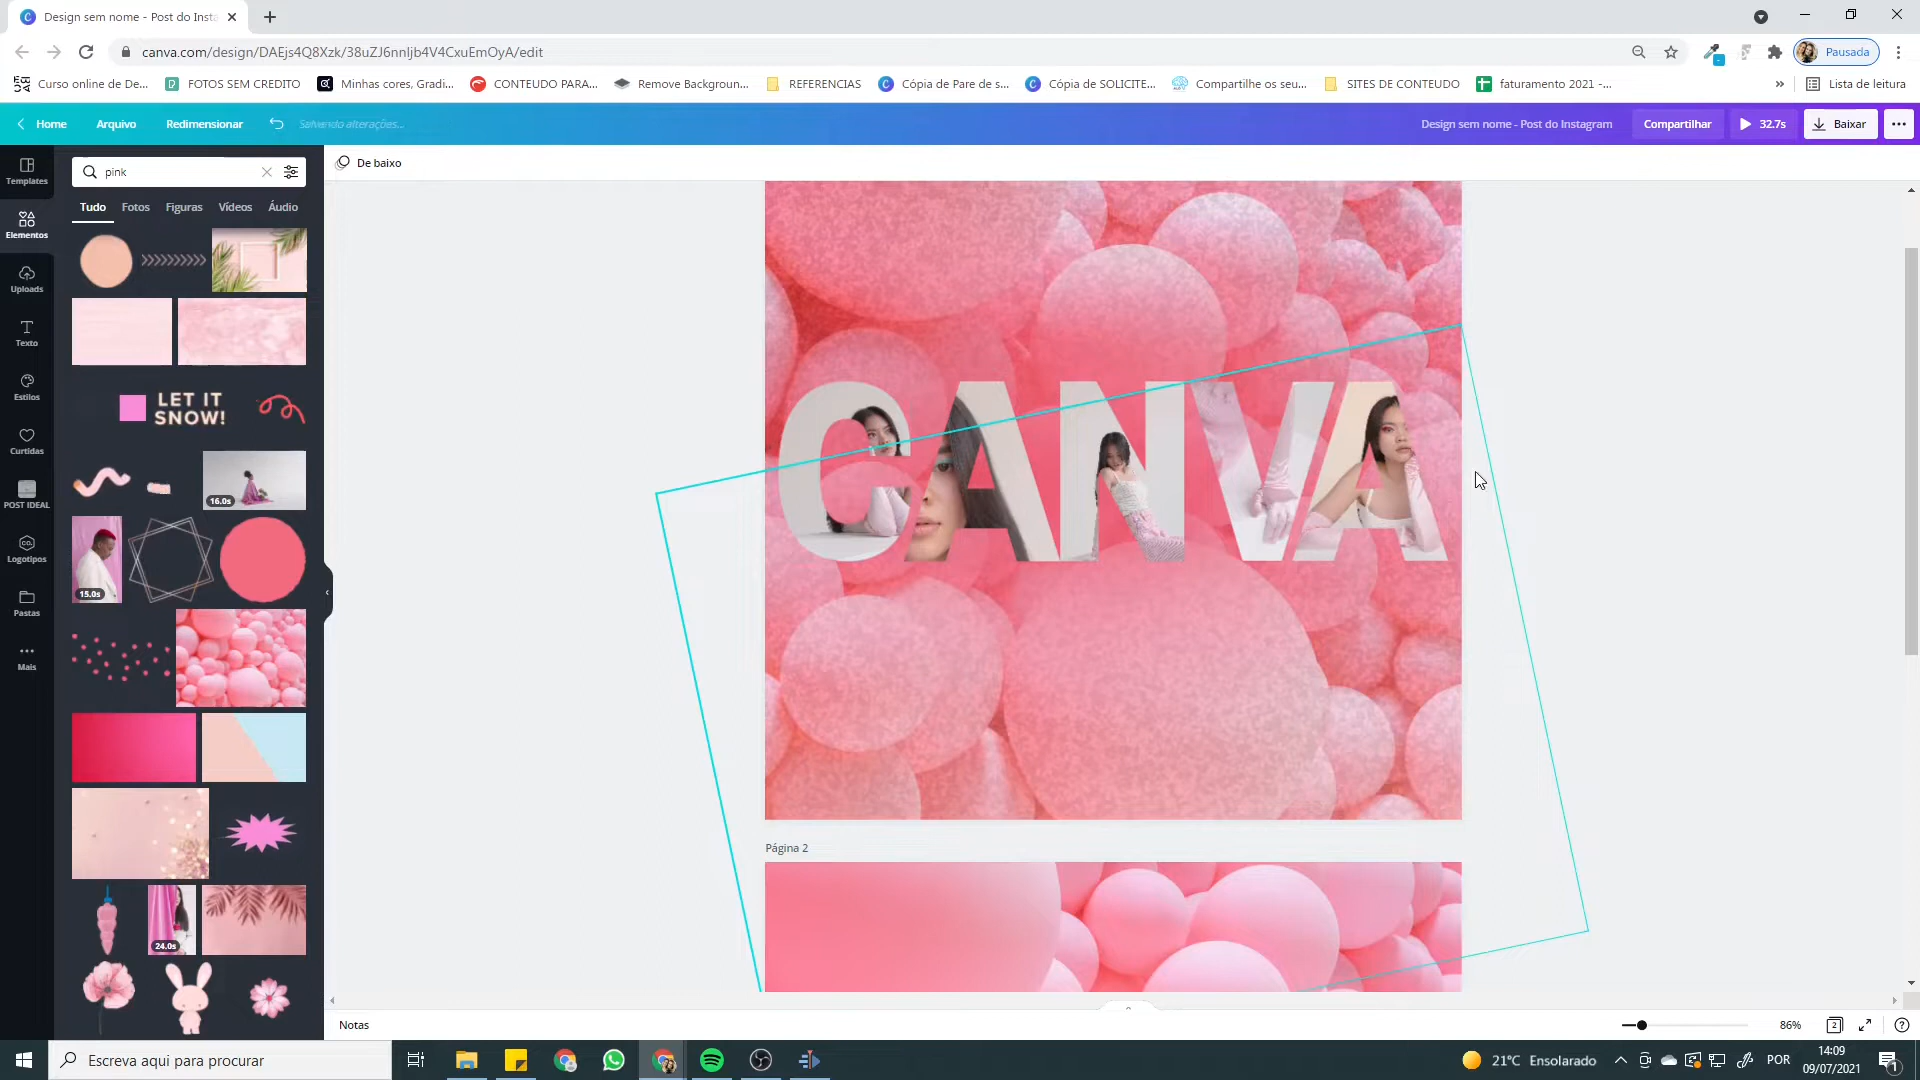 Design sem nome - Post do Insta
canva.com/design/DAEjs4Q8Xzk/38uZJ6nnljb4V4CxuEmOyA/edit
Pausada
Curso online de De...
FOTOS SEM CREDITO
Minhas cores, Gradi...
CONTEUDO PARA...
Remove Backgroun...
REFERENCIAS
Cópia de Pare de s...
Cópia de SOLICITE...
Compartilhe os seu...
SITES DE CONTEUDO
faturamento 2021 -...
»
Lista de leitura
Home
Arquivo
Redimensionar
Salvando alterações...
Design sem nome - Post do Instagram
Compartilhar
32.7s
Baixar
Templates
Elementos
Uploads
Texto
Estilos
Curtidas
POST IDEAL
CO.
Logotipos
Pastas
Mais
pink
Tudo
Fotos
Figuras
Vídeos
Áudio
LET IT
SNOW!
16.0s
15.0s
24.0s
De baixo
CANVA
Página 2
Notas
86%
2
Escreva aqui para procurar
21°C Ensolarado
POR
14:09
09/07/2021
1